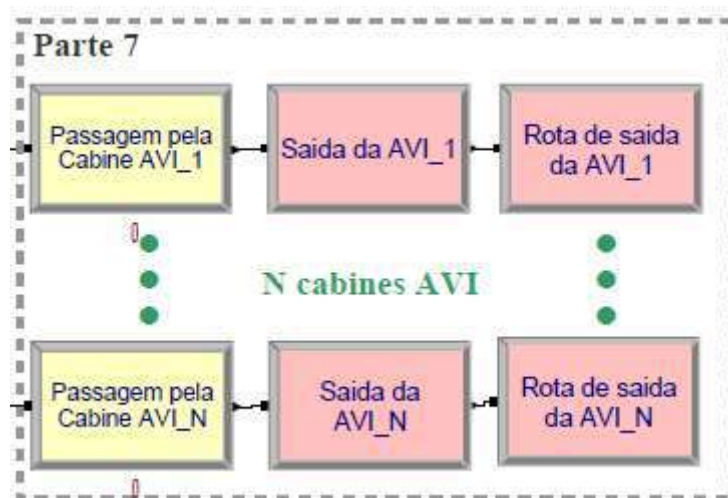 Parte 7
Passagem pela
Cabine AVI_1
Saida da AVI_1
Rota de saida
da AVI_1
N cabines AVI
Passagem pela
Cabine AVI_N
Saida da
AVI_N
Rota de saida
da AVI_N